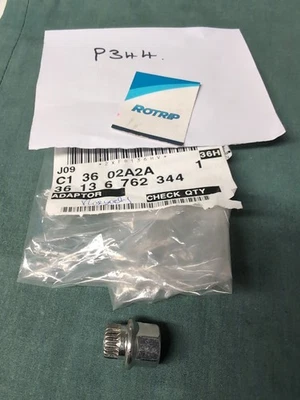 P344.
ROTRIP
J09
36H
C1 36 02A2A
1
36 13 6 762 344
ADAPTOR
CHECK QTY